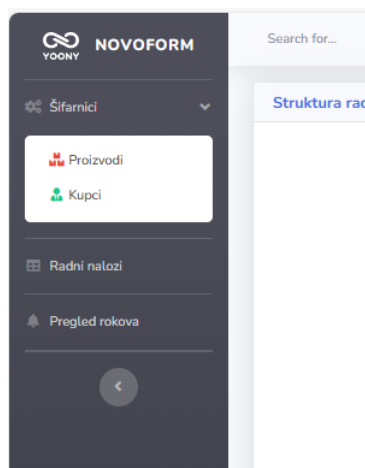 YOONY
NOVOFORM
Search for...
Šifarnici
Struktura rad
Proizvodi
Kupci
Radni nalozi
Pregled rokova